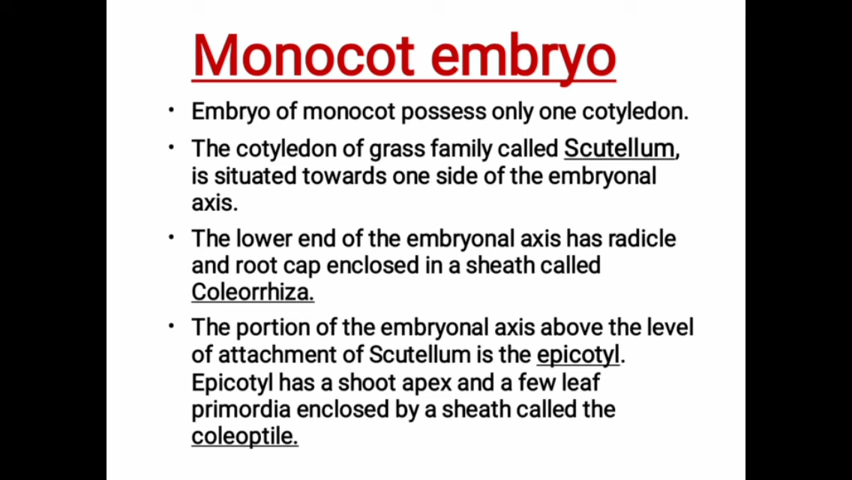 Monocot embryo
• Embryo of monocot possess only one cotyledon.
• The cotyledon of grass family called Scutellum,
is situated towards one side of the embryonal
axis.
• The lower end of the embryonal axis has radicle
and root cap enclosed in a sheath called
Coleorrhiza.
• The portion of the embryonal axis above the level
of attachment of Scutellum is the epicotyl.
Epicotyl has a shoot apex and a few leaf
primordia enclosed by a sheath called the
coleoptile.